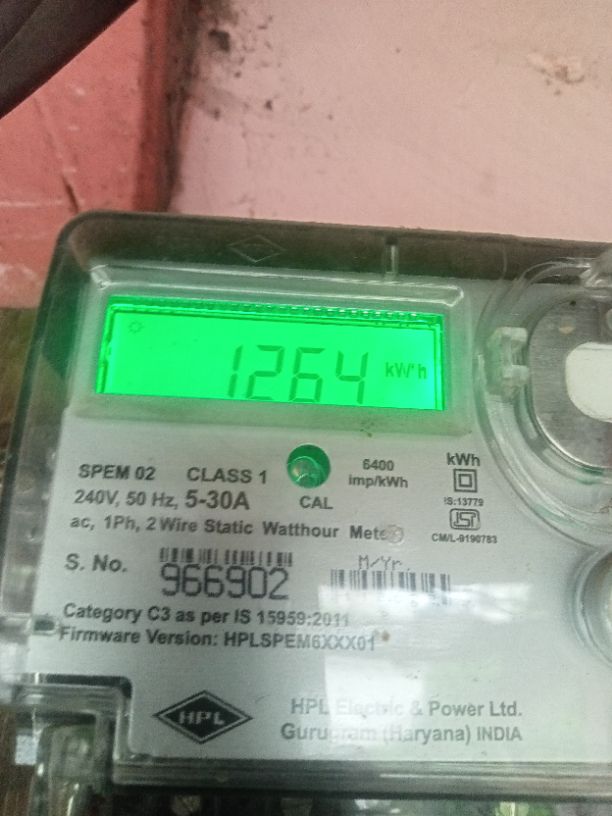 HPL
1264 kWh
SPEM 02 CLASS 1
6400
imp/kWh
kWh
240V, 50 Hz, 5-30A
CAL
IS:13779
ISI
ac, 1Ph, 2 Wire Static Watthour Meter
CM/L-9190783
S. No.
966902
M/Yr.
Category C3 as per IS 15959:2011
Firmware Version: HPLSPEM6XXX01
HPL
HPL Electric & Power Ltd.
Gurugram (Haryana) INDIA